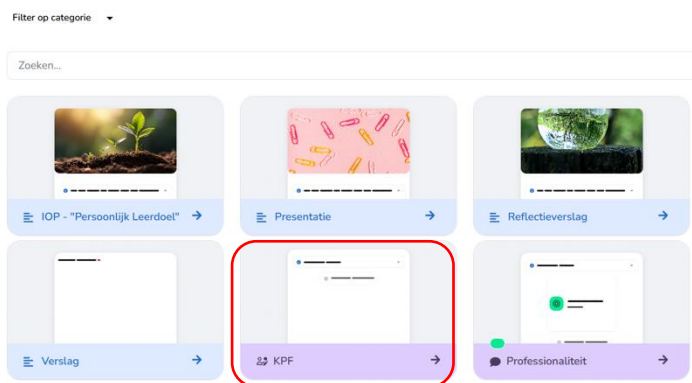 Filter op categorie
Zoeken...
IOP - "Persoonlijk Leerdoel"
Presentatie
Reflectieverslag
Verslag
KPF
Professionaliteit